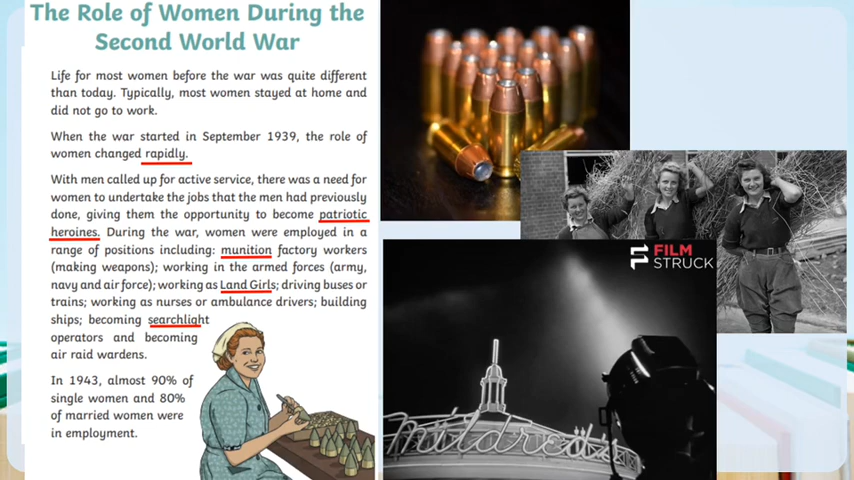 The Role of Women During the
Second World War
Life for most women before the war was quite different
than today. Typically, most women stayed at home and
did not go to work.
When the war started in September 1939, the role of
women changed rapidly.
With men called up for active service, there was a need for
women to undertake the jobs that the men had previously
done, giving them the opportunity to become patriotic
heroines. During the war, women were employed in a
range of positions including: munition factory workers
(making weapons); working in the armed forces (army,
navy and air force); working as Land Girls; driving buses or
trains; working as nurses or ambulance drivers; building
ships; becoming searchlight
operators and becoming
air raid wardens.
In 1943, almost 90% of
single women and 80%
of married women were
in employment.
FILM
STRUCK
mildred's